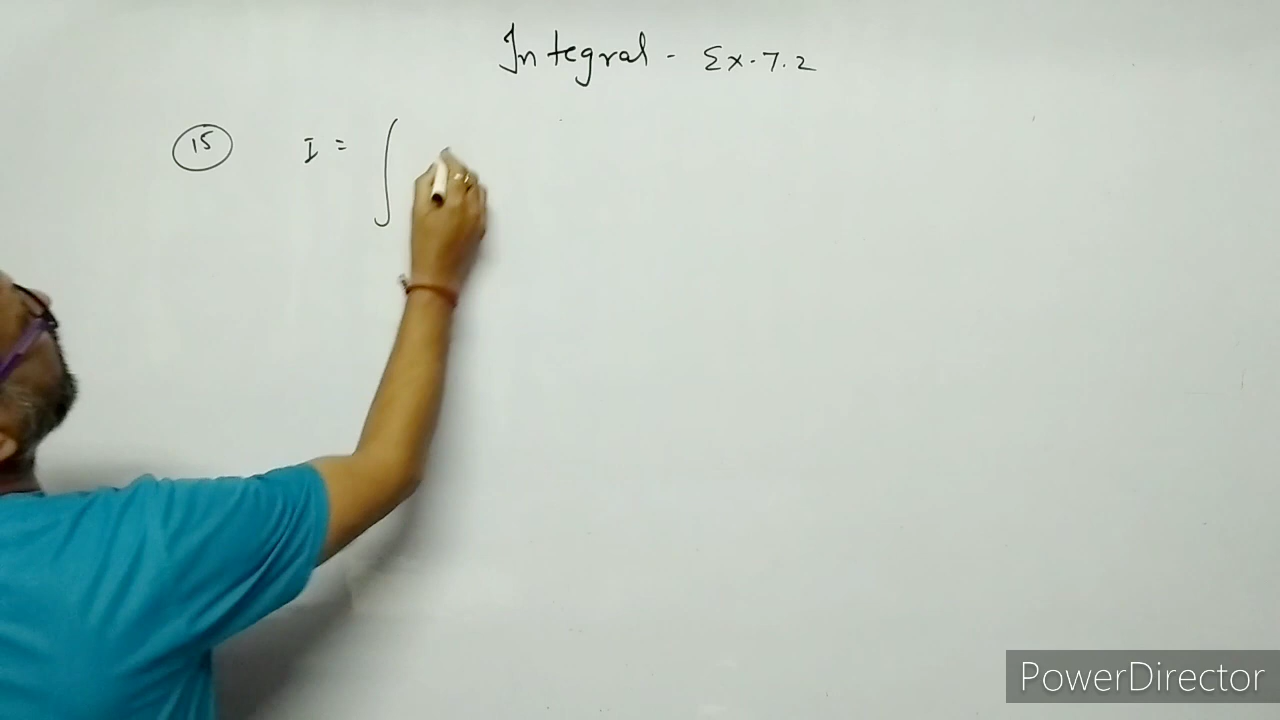 Integral - Ex. 7.2
15 I = ∫
PowerDirector